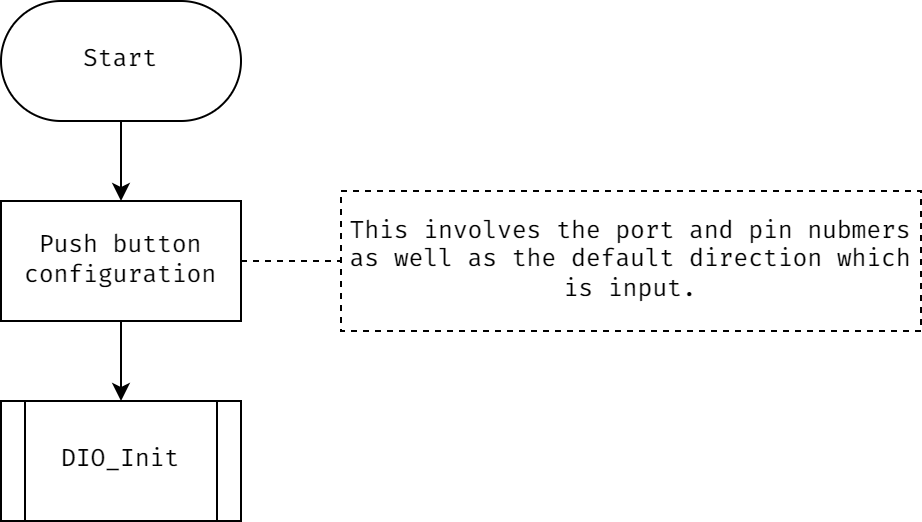 Start
Push button
configuration
This involves the port and pin nubmers
as well as the default direction which
is input.
DIO_Init